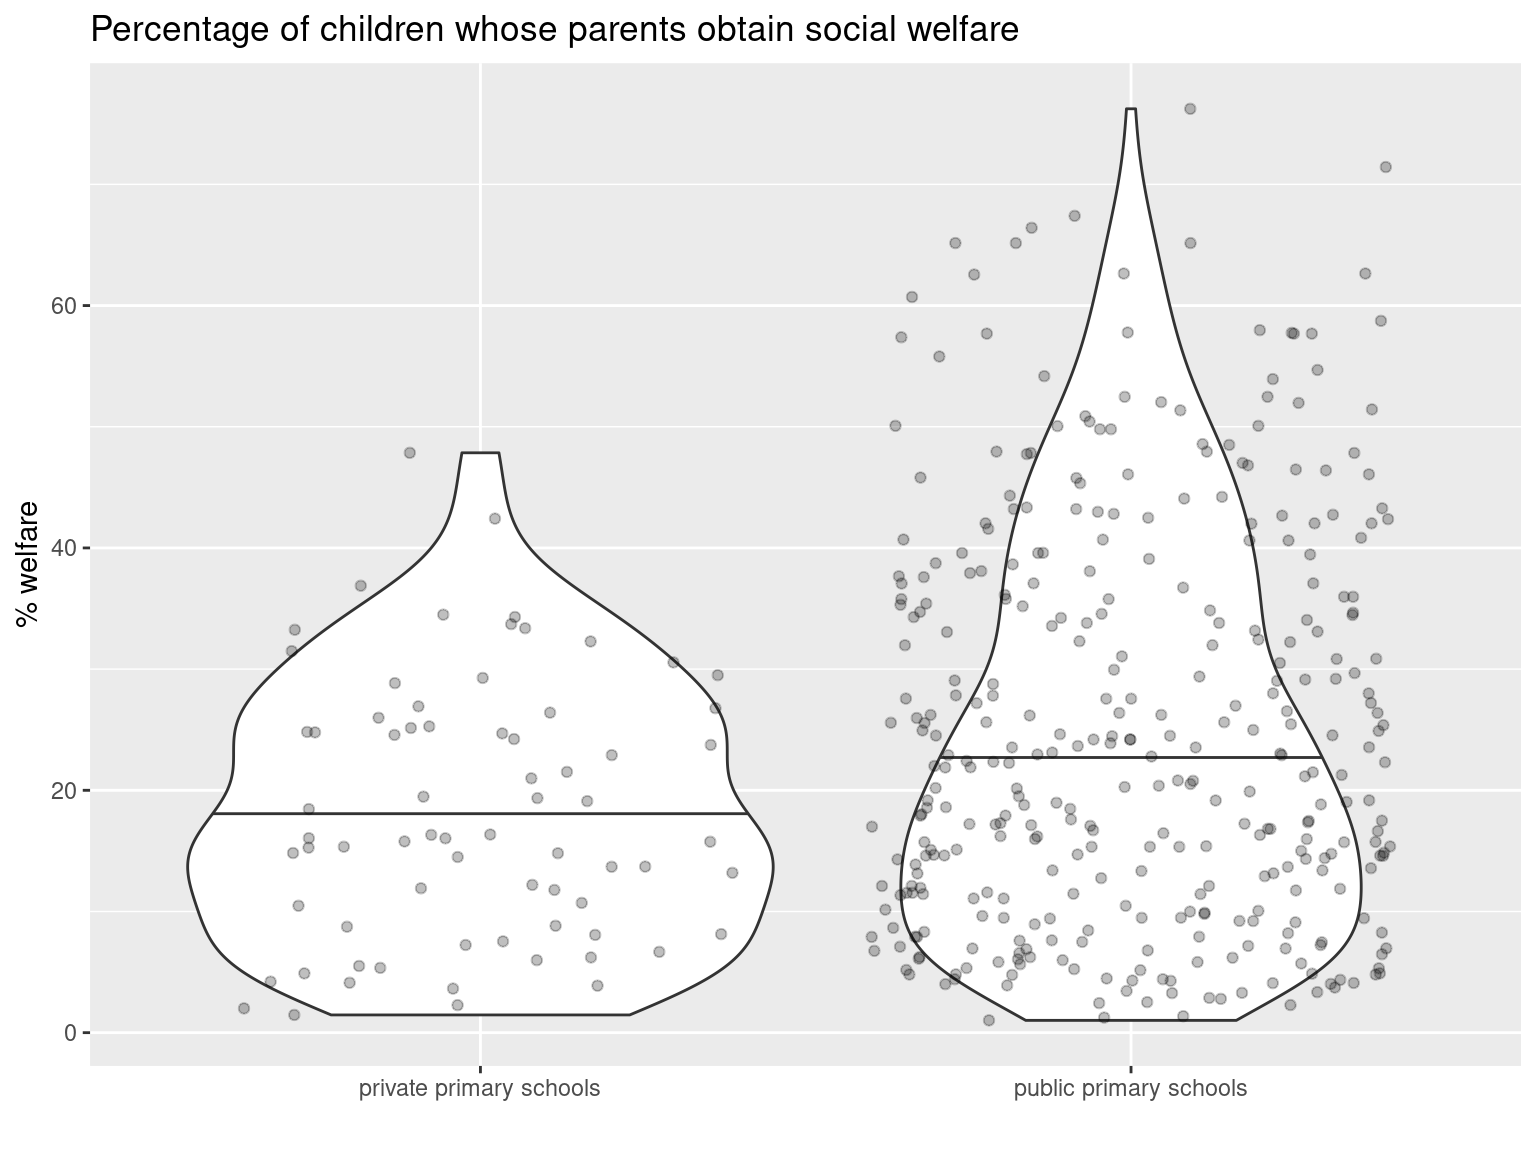 Percentage of children whose parents obtain social welfare
% welfare
60
40
20
0
private primary schools
public primary schools